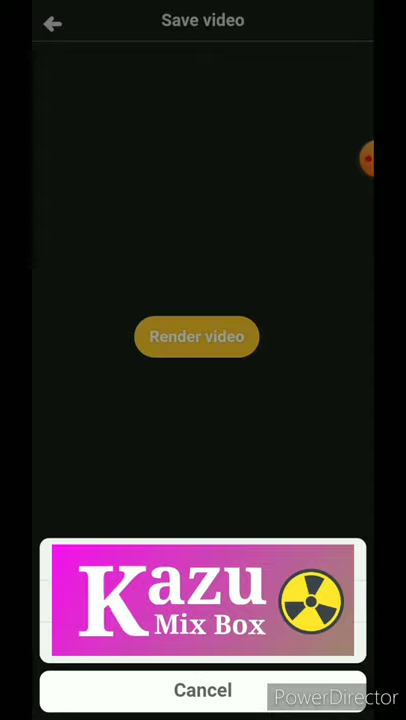 Save video
Render video
Kazu
Mix Box
Cancel
PowerDirector